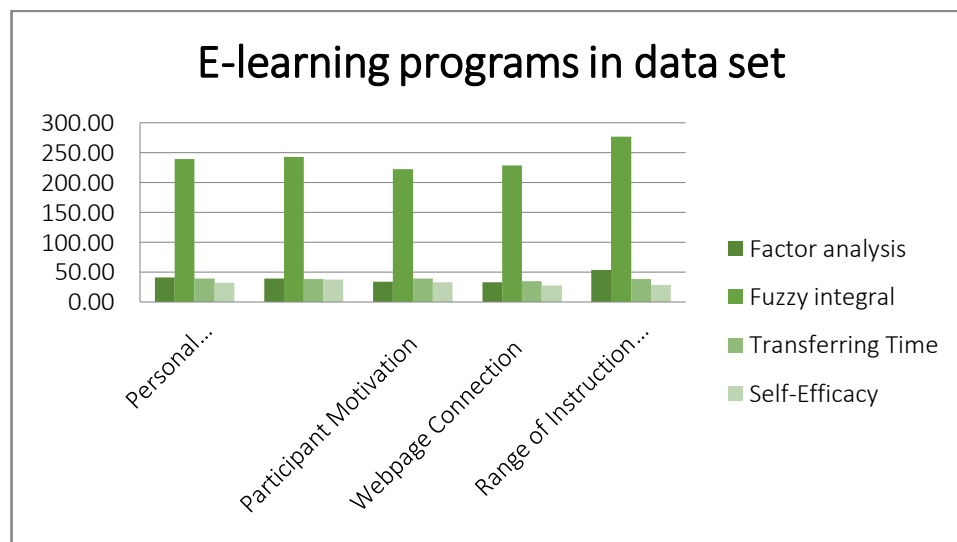 E-learning programs in data set
300.00
250.00
200.00
150.00
100.00
50.00
0.00
Personal...
Participant Motivation
Webpage Connection
Range of Instruction...
Factor analysis
Fuzzy integral
Transferring Time
Self-Efficacy